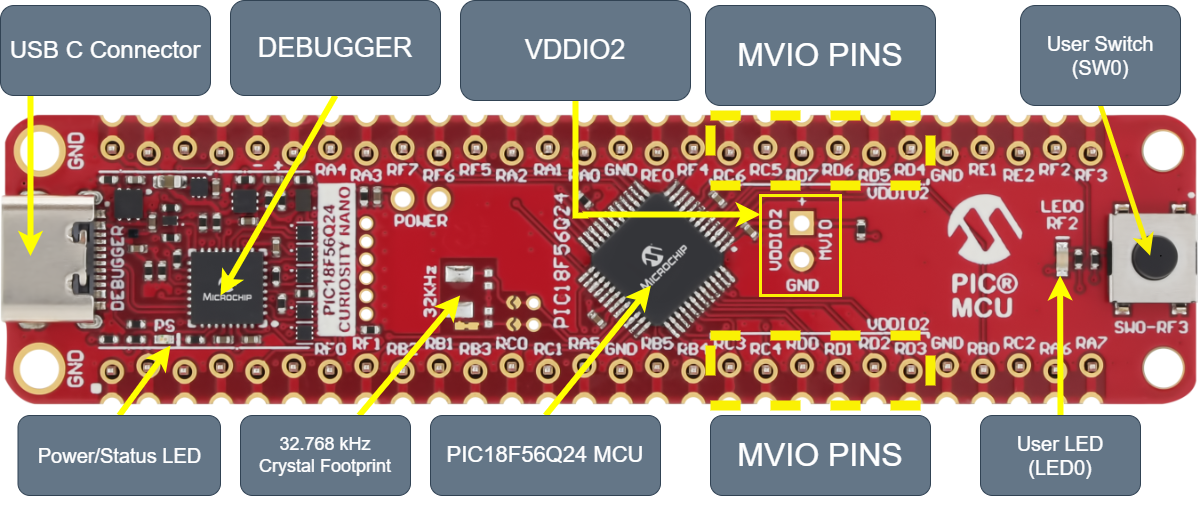 USB C Connector
DEBUGGER
VDDIO2
MVIO PINS
User Switch
(SW0)
GND
- +
RA4
RA3
RF7
RF6
RF5
RA2
RA1
RA0
GND
RE0
RF4
RC6
RC5
RD7
RD6
RD5
RD4
GND
RE1
RE2
RF2
RF3
VDDIO2
DEBUGGER
MICROCHIP
PS
PIC18F56Q24
CURIOSITY NANO
POWER
32KHz
PIC18F56Q24
MICROCHIP
+
VDDIO2
MVIO
GND
PIC®
MCU
LED0
RF2
SW0-RF3
VDDIO2
GND
RF0
RF1
RB2
RB1
RB3
RC0
RC1
RA5
GND
RB5
RB4
RC3
RC4
RD0
RD1
RD2
RD3
GND
RB0
RC2
RA6
RA7
Power/Status LED
32.768 kHz
Crystal Footprint
PIC18F56Q24 MCU
MVIO PINS
User LED
(LED0)